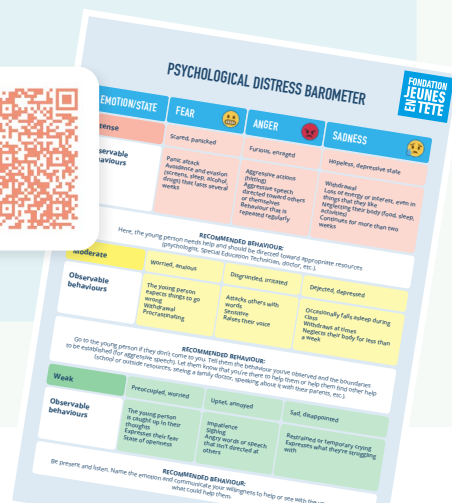 PSYCHOLOGICAL DISTRESS BAROMETER
FONDATION
JEUNES
EN TÊTE
EMOTION/STATE
FEAR
ANGER
SADNESS
ense
Scared, panicked
Furious, enraged
Hopeless, depressive state
servable
aviours
Panic attack
Avoidance and evasion
(screens, sleep, alcohol,
drugs) that lasts several
weeks
Aggressive actions
(hitting)
Aggressive speech
directed toward others
or themselves
Behaviour that is
repeated regularly
Withdrawal
Loss of energy or interest, even in
things that they like
Neglecting their body (food, sleep,
activities)
Continues for more than two
weeks
RECOMMENDED BEHAVIOUR:
Here, the young person needs help and should be directed toward appropriate resources
(psychologist, Special Education Technician, doctor, etc.).
Moderate
Worried, anxious
Disgruntled, irritated
Dejected, depressed
Observable
behaviours
The young person
expects things to go
wrong
Withdrawal
Procrastinating
Attacks others with
words
Sensitive
Raises their voice
Occasionally falls asleep during
class
Withdraws at times
Neglects their body for less than
a week
RECOMMENDED BEHAVIOUR:
Go to the young person if they don't come to you. Tell them the behaviour you've observed and the boundaries
to be established (for aggressive speech). Let them know that you're there to help them or help them find other help
(school or outside resources, seeing a family doctor, speaking about it with their parents, etc.).
Weak
Preoccupied, worried
Upset, annoyed
Sad, disappointed
Observable
behaviours
The young person
is caught up in their
thoughts
Expresses their fear
State of openness
Impatience
Sighing
Angry words or speech
that isn't directed at
others
Restrained or temporary crying
Expresses what they're struggling
with
RECOMMENDED BEHAVIOUR:
Be present and listen. Name the emotion and communicate your willingness to help or see with the
what could help them.